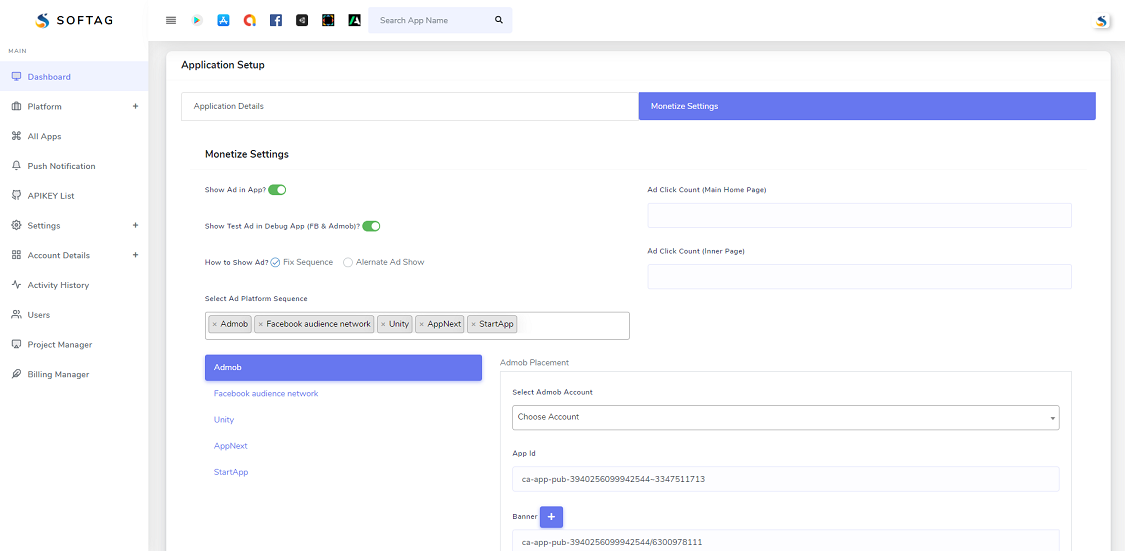 SOFTAG
Search App Name
MAIN
Dashboard
Platform +
All Apps
Push Notification
APIKEY List
Settings +
Account Details +
Activity History
Users
Project Manager
Billing Manager
Application Setup
Application Details
Monetize Settings
Monetize Settings
Show Ad in App?
Show Test Ad in Debug App (FB & Admob)?
How to Show Ad? Fix Sequence Alernate Ad Show
Select Ad Platform Sequence
× Admob × Facebook audience network × Unity × AppNext × StartApp
Ad Click Count (Main Home Page)
Ad Click Count (Inner Page)
Admob
Facebook audience network
Unity
AppNext
StartApp
Admob Placement
Select Admob Account
Choose Account
App Id
ca-app-pub-3940256099942544~3347511713
Banner +
ca-app-pub-3940256099942544/6300978111